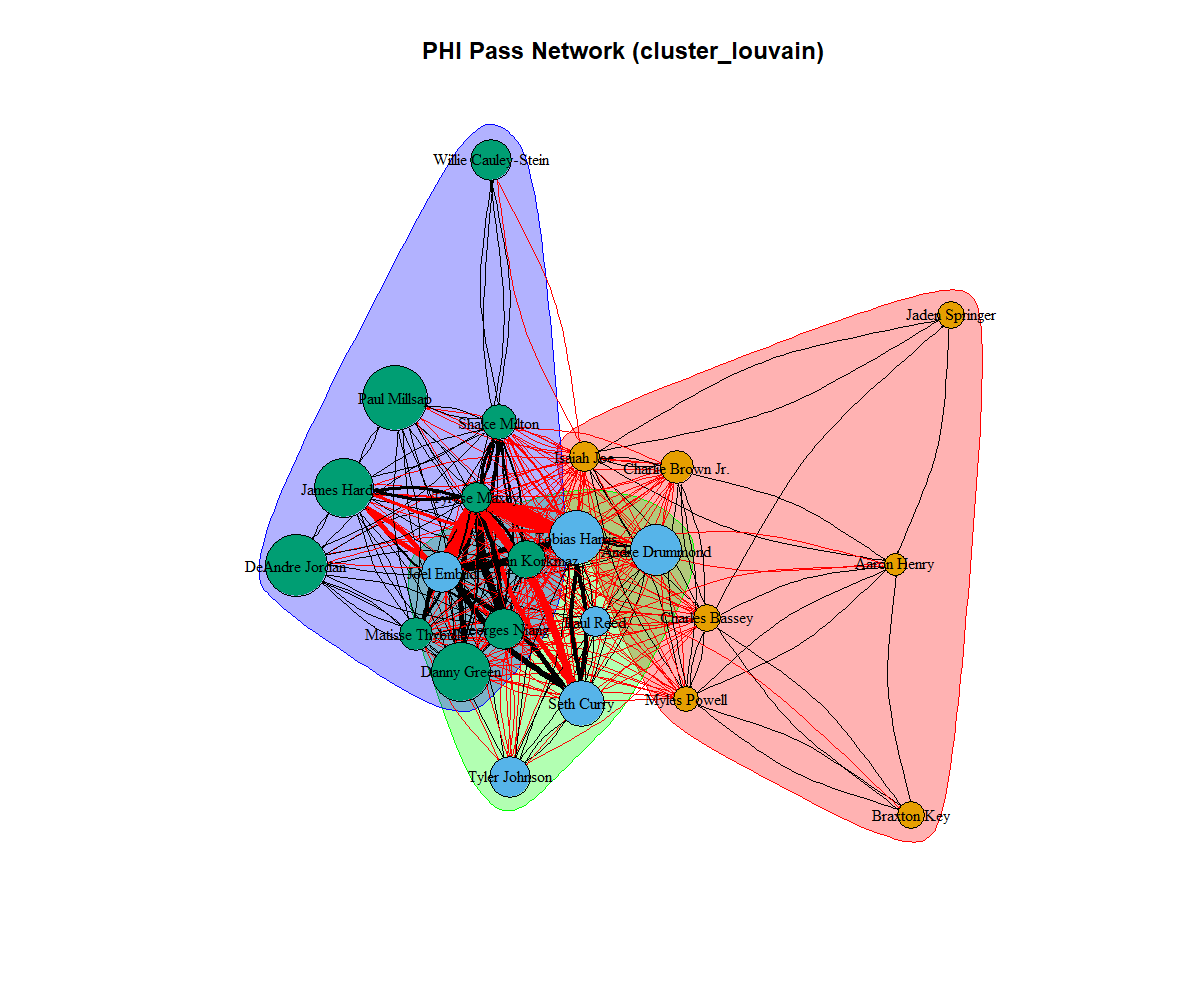 PHI Pass Network (cluster_louvain)
Willie Cauley-Stein
Jaden Springer
Paul Millsap
Shake Milton
Isaiah Joe
Charlie Brown Jr.
James Harden
Tyrese Maxey
Tobias Harris
Andre Drummond
DeAndre Jordan
Joel Embiid
Korkmaz
Aaron Henry
Charles Bassey
Paul Reed
Matisse Thybulle
Georges Niang
Danny Green
Myles Powell
Seth Curry
Tyler Johnson
Braxton Key